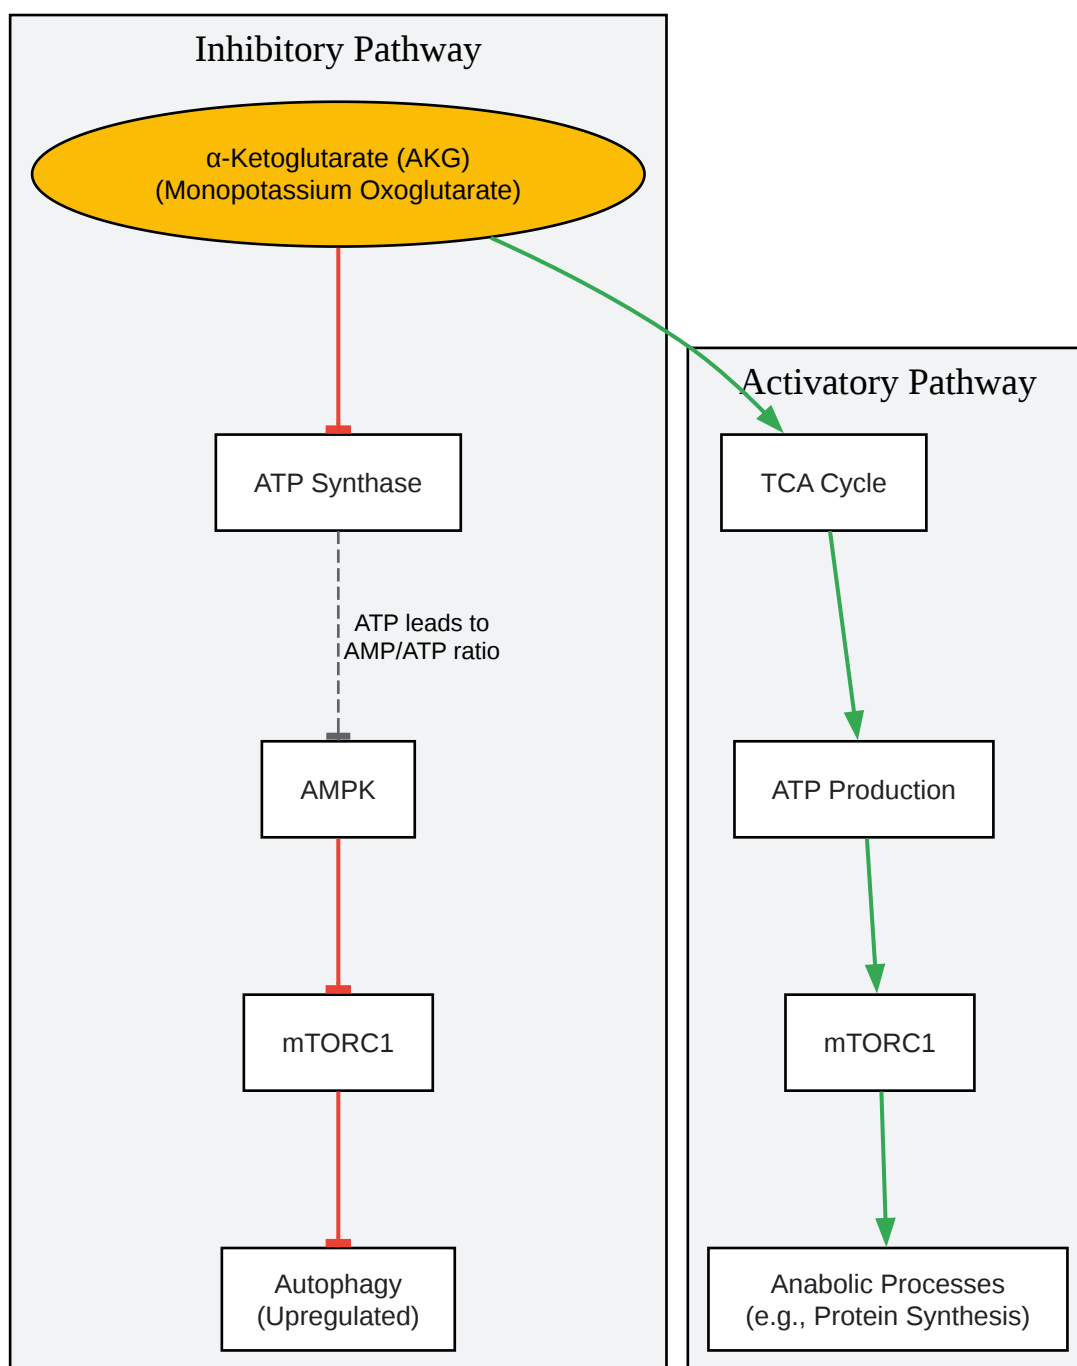 Inhibitory Pathway
α-Ketoglutarate (AKG)
(Monopotassium Oxoglutarate)
ATP Synthase
ATP leads to
AMP/ATP ratio
AMPK
mTORC1
Autophagy
(Upregulated)
Activatory Pathway
TCA Cycle
ATP Production
mTORC1
Anabolic Processes
(e.g., Protein Synthesis)